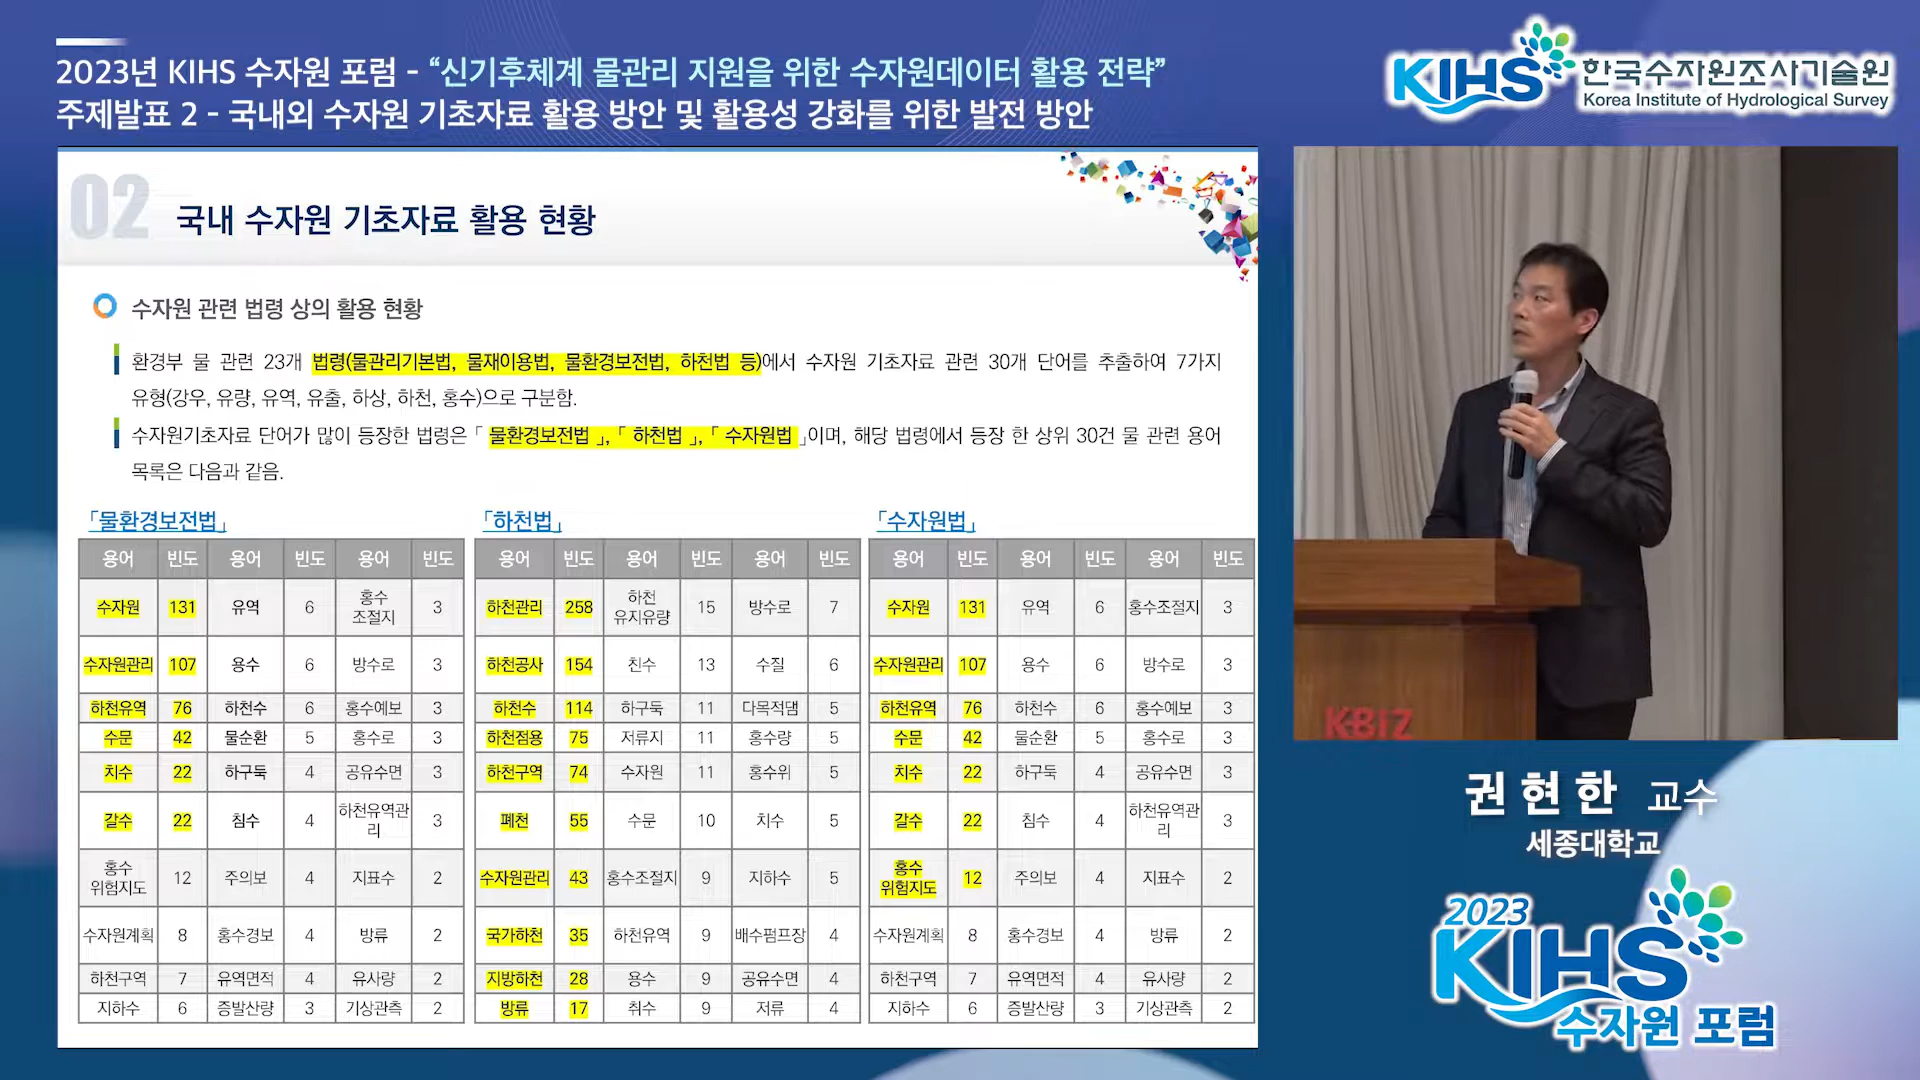 2023년 KIHS 수자원 포럼 - “신기후체계 물관리 지원을 위한 수자원데이터 활용 전략”
주제발표 2 - 국내외 수자원 기초자료 활용 방안 및 활용성 강화를 위한 발전 방안
KIHS 한국수자원조사기술원
Korea Institute of Hydrological Survey
02 국내 수자원 기초자료 활용 현황
수자원 관련 법령 상의 활용 현황
환경부 물 관련 23개 법령(물관리기본법, 물재이용법, 물환경보전법, 하천법 등)에서 수자원 기초자료 관련 30개 단어를 추출하여 7가지
유형(강우, 유량, 유역, 유출, 하상, 하천, 홍수)으로 구분함.
수자원기초자료 단어가 많이 등장한 법령은 「 물환경보전법 」, 「 하천법 」, 「 수자원법 」이며, 해당 법령에서 등장 한 상위 30건 물 관련 용어
목록은 다음과 같음.
「물환경보전법」
용어 빈도 용어 빈도 용어 빈도
수자원 131 유역 6 홍수 조절지 3
수자원관리 107 용수 6 방수로 3
하천유역 76 하천수 6 홍수예보 3
수문 42 물순환 5 홍수로 3
치수 22 하구둑 4 공유수면 3
갈수 22 침수 4 하천유역관리 3
홍수 위험지도 12 주의보 4 지표수 2
수자원계획 8 홍수경보 4 방류 2
하천구역 7 유역면적 4 유사량 2
지하수 6 증발산량 3 기상관측 2
「하천법」
용어 빈도 용어 빈도 용어 빈도
하천관리 258 하천 유지유량 15 방수로 7
하천공사 154 친수 13 수질 6
하천수 114 하구둑 11 다목적댐 5
하천점용 75 저류지 11 홍수량 5
하천구역 74 수자원 11 홍수위 5
폐천 55 수문 10 치수 5
수자원관리 43 홍수조절지 9 지하수 5
국가하천 35 하천유역 9 배수펌프장 4
지방하천 28 용수 9 공유수면 4
방류 17 취수 9 저류 4
「수자원법」
용어 빈도 용어 빈도 용어 빈도
수자원 131 유역 6 홍수조절지 3
수자원관리 107 용수 6 방수로 3
하천유역 76 하천수 6 홍수예보 3
수문 42 물순환 5 홍수로 3
치수 22 하구둑 4 공유수면 3
갈수 22 침수 4 하천유역관리 3
홍수 위험지도 12 주의보 4 지표수 2
수자원계획 8 홍수경보 4 방류 2
하천구역 7 유역면적 4 유사량 2
지하수 6 증발산량 3 기상관측 2
KBIZ
권현한 교수
세종대학교
2023
KIHS
수자원 포럼